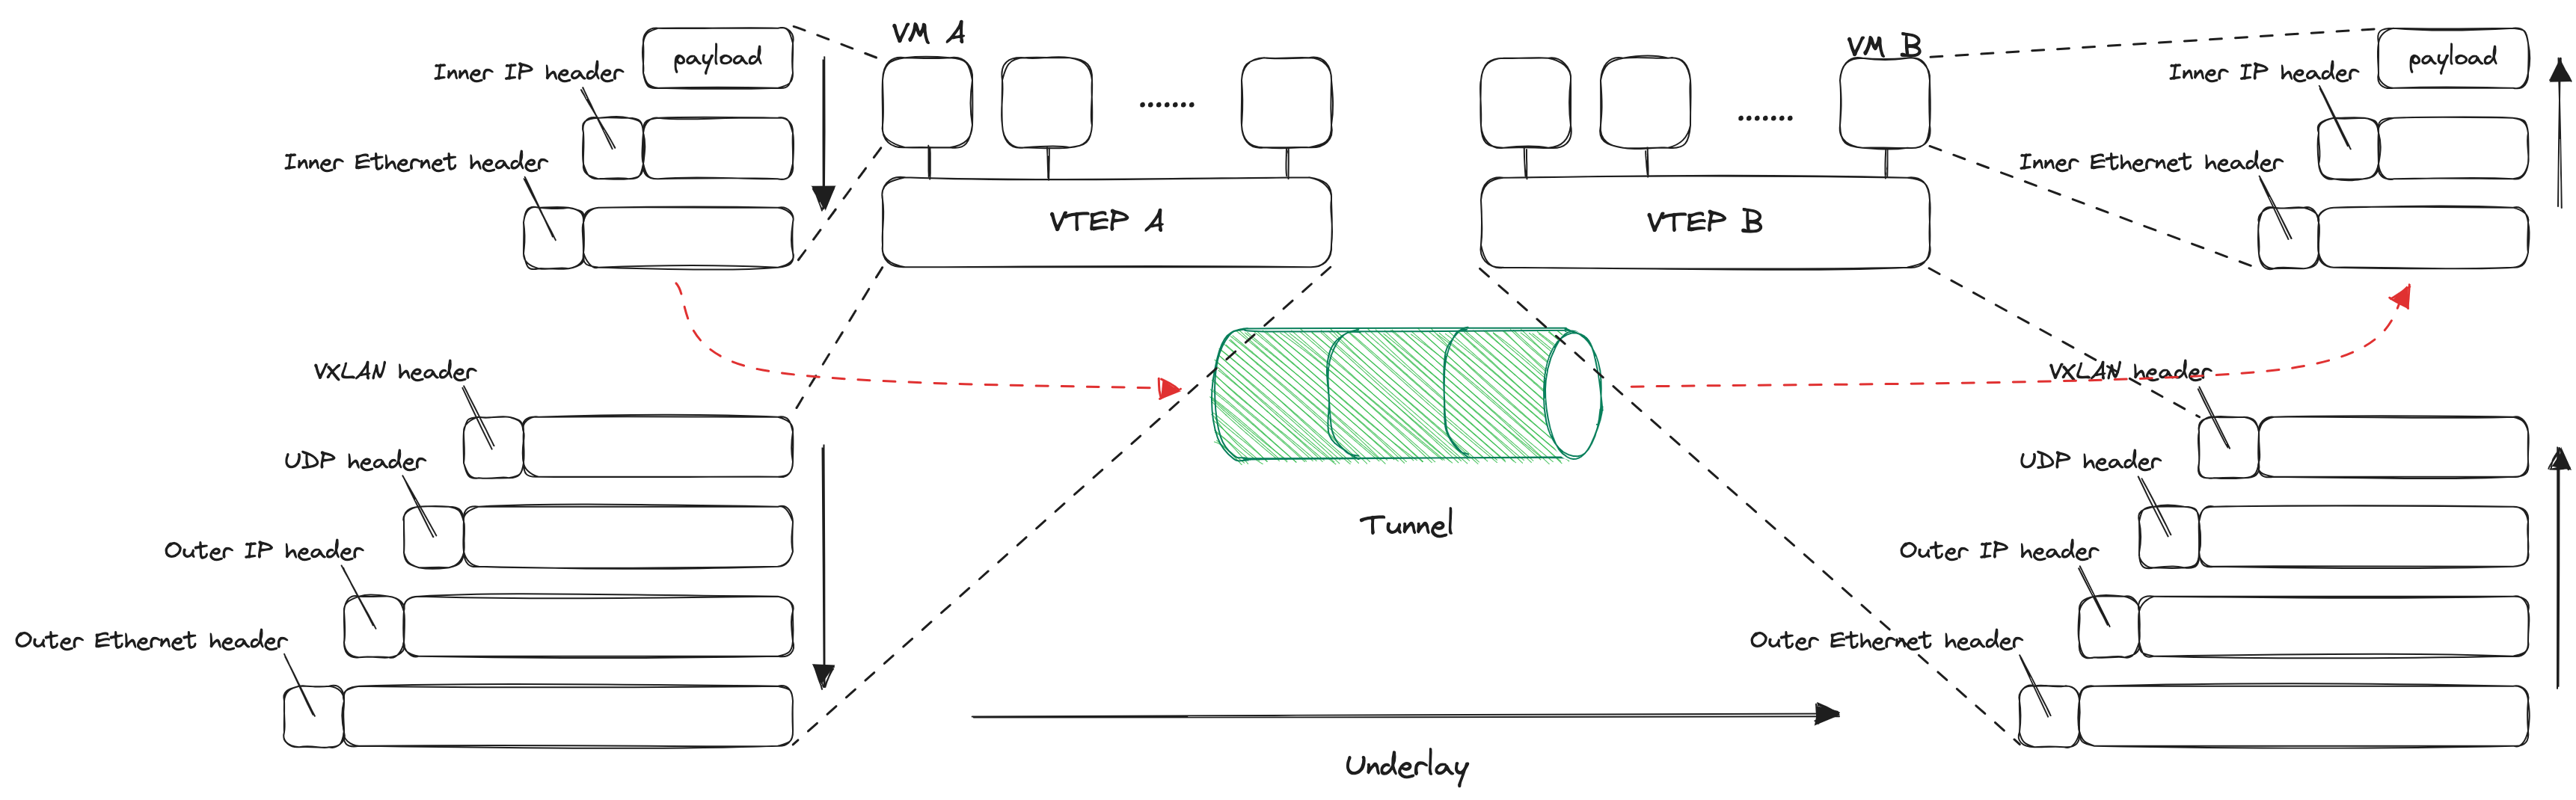 VM A
VM B
payload
Inner IP header
Inner Ethernet header
.......
.......
payload
Inner IP header
Inner Ethernet header
VTEP A
VTEP B
VXLAN header
UDP header
Outer IP header
Outer Ethernet header
Tunnel
VXLAN header
UDP header
Outer IP header
Outer Ethernet header
Underlay